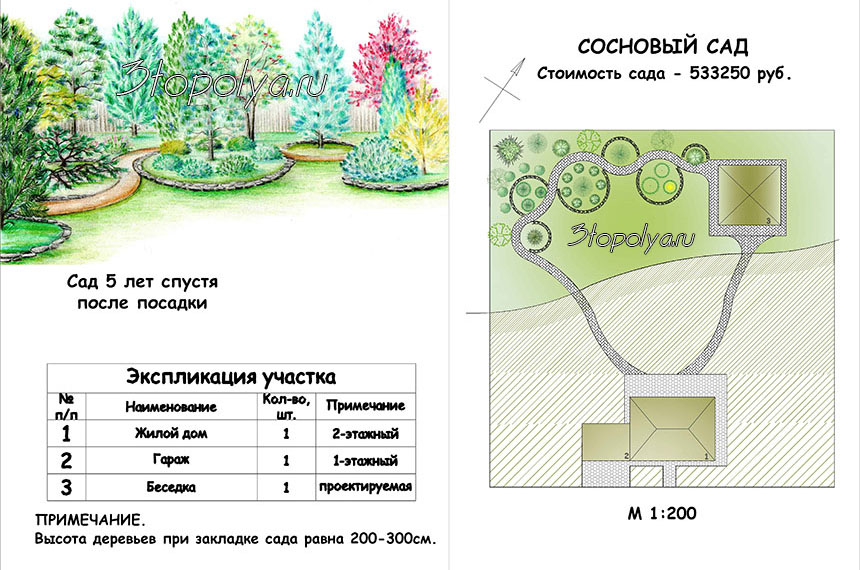 3topolya.ru
Сад 5 лет спустя
после посадки
Экспликация участка
№ п/п Наименование Кол-во, шт. Примечание
1 Жилой дом 1 2-этажный
2 Гараж 1 1-этажный
3 Беседка 1 проектируемая
ПРИМЕЧАНИЕ.
Высота деревьев при закладке сада равна 200-300см.
СОСНОВЫЙ САД
Стоимость сада - 533250 руб.
3
3topolya.ru
2 1
М 1:200